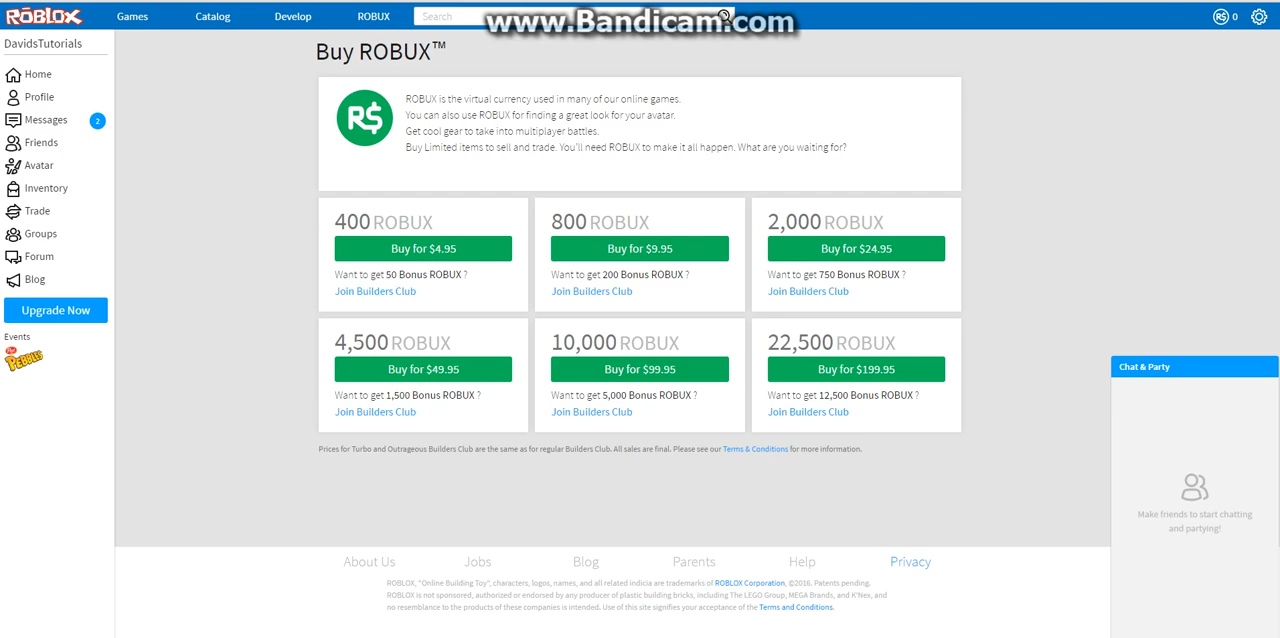 ROBLOX
Games
Catalog
Develop
ROBUX
Search
www.Bandicam.com
R$ 0
DavidsTutorials
Home
Profile
Messages 2
Friends
Avatar
Inventory
Trade
Groups
Forum
Blog
Upgrade Now
Events
PEBBLES
Buy ROBUX™
R$
ROBUX is the virtual currency used in many of our online games.
You can also use ROBUX for finding a great look for your avatar.
Get cool gear to take into multiplayer battles.
Buy Limited items to sell and trade. You'll need ROBUX to make it all happen. What are you waiting for?
400 ROBUX
Buy for $4.95
Want to get 50 Bonus ROBUX ?
Join Builders Club
800 ROBUX
Buy for $9.95
Want to get 200 Bonus ROBUX ?
Join Builders Club
2,000 ROBUX
Buy for $24.95
Want to get 750 Bonus ROBUX ?
Join Builders Club
4,500 ROBUX
Buy for $49.95
Want to get 1,500 Bonus ROBUX ?
Join Builders Club
10,000 ROBUX
Buy for $99.95
Want to get 5,000 Bonus ROBUX ?
Join Builders Club
22,500 ROBUX
Buy for $199.95
Want to get 12,500 Bonus ROBUX ?
Join Builders Club
Prices for Turbo and Outrageous Builders Club are the same as for regular Builders Club. All sales are final. Please see our Terms & Conditions for more information.
Chat & Party
Make friends to start chatting
and partying!
About Us
Jobs
Blog
Parents
Help
Privacy
ROBLOX, "Online Building Toy", characters, logos, names, and all related indicia are trademarks of ROBLOX Corporation, ©2016. Patents pending.
ROBLOX is not sponsored, authorized or endorsed by any producer of plastic building bricks, including The LEGO Group, MEGA Brands, and K'Nex, and
no resemblance to the products of these companies is intended. Use of this site signifies your acceptance of the Terms and Conditions.